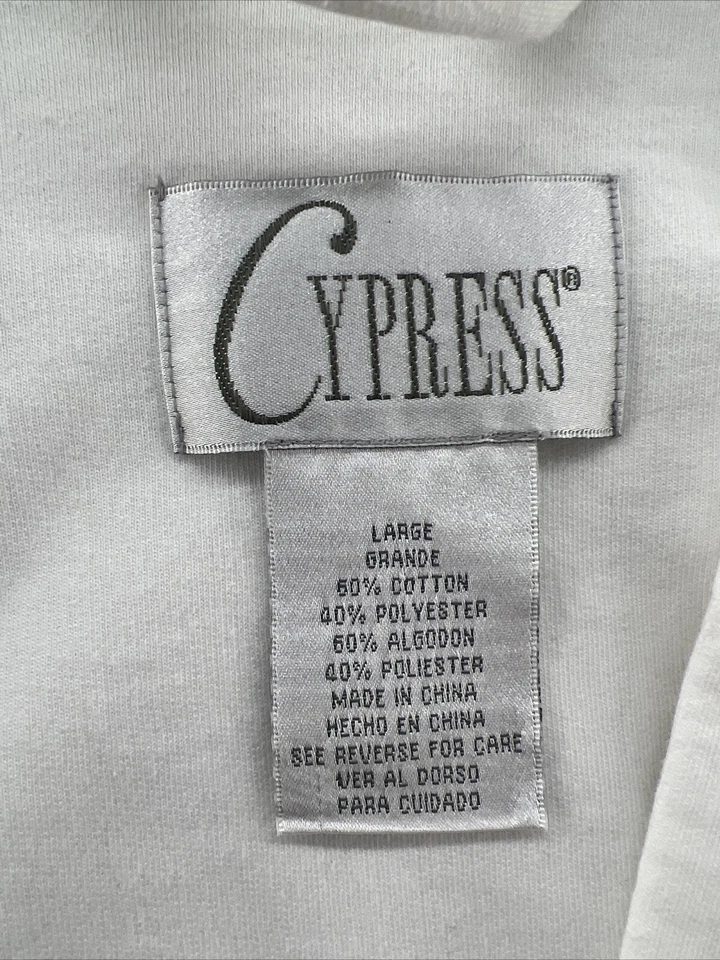 CYPRESS®
LARGE
GRANDE
60% COTTON
40% POLYESTER
60% ALGODON
40% POLIESTER
MADE IN CHINA
HECHO EN CHINA
SEE REVERSE FOR CARE
VER AL DORSO
PARA CUIDADO